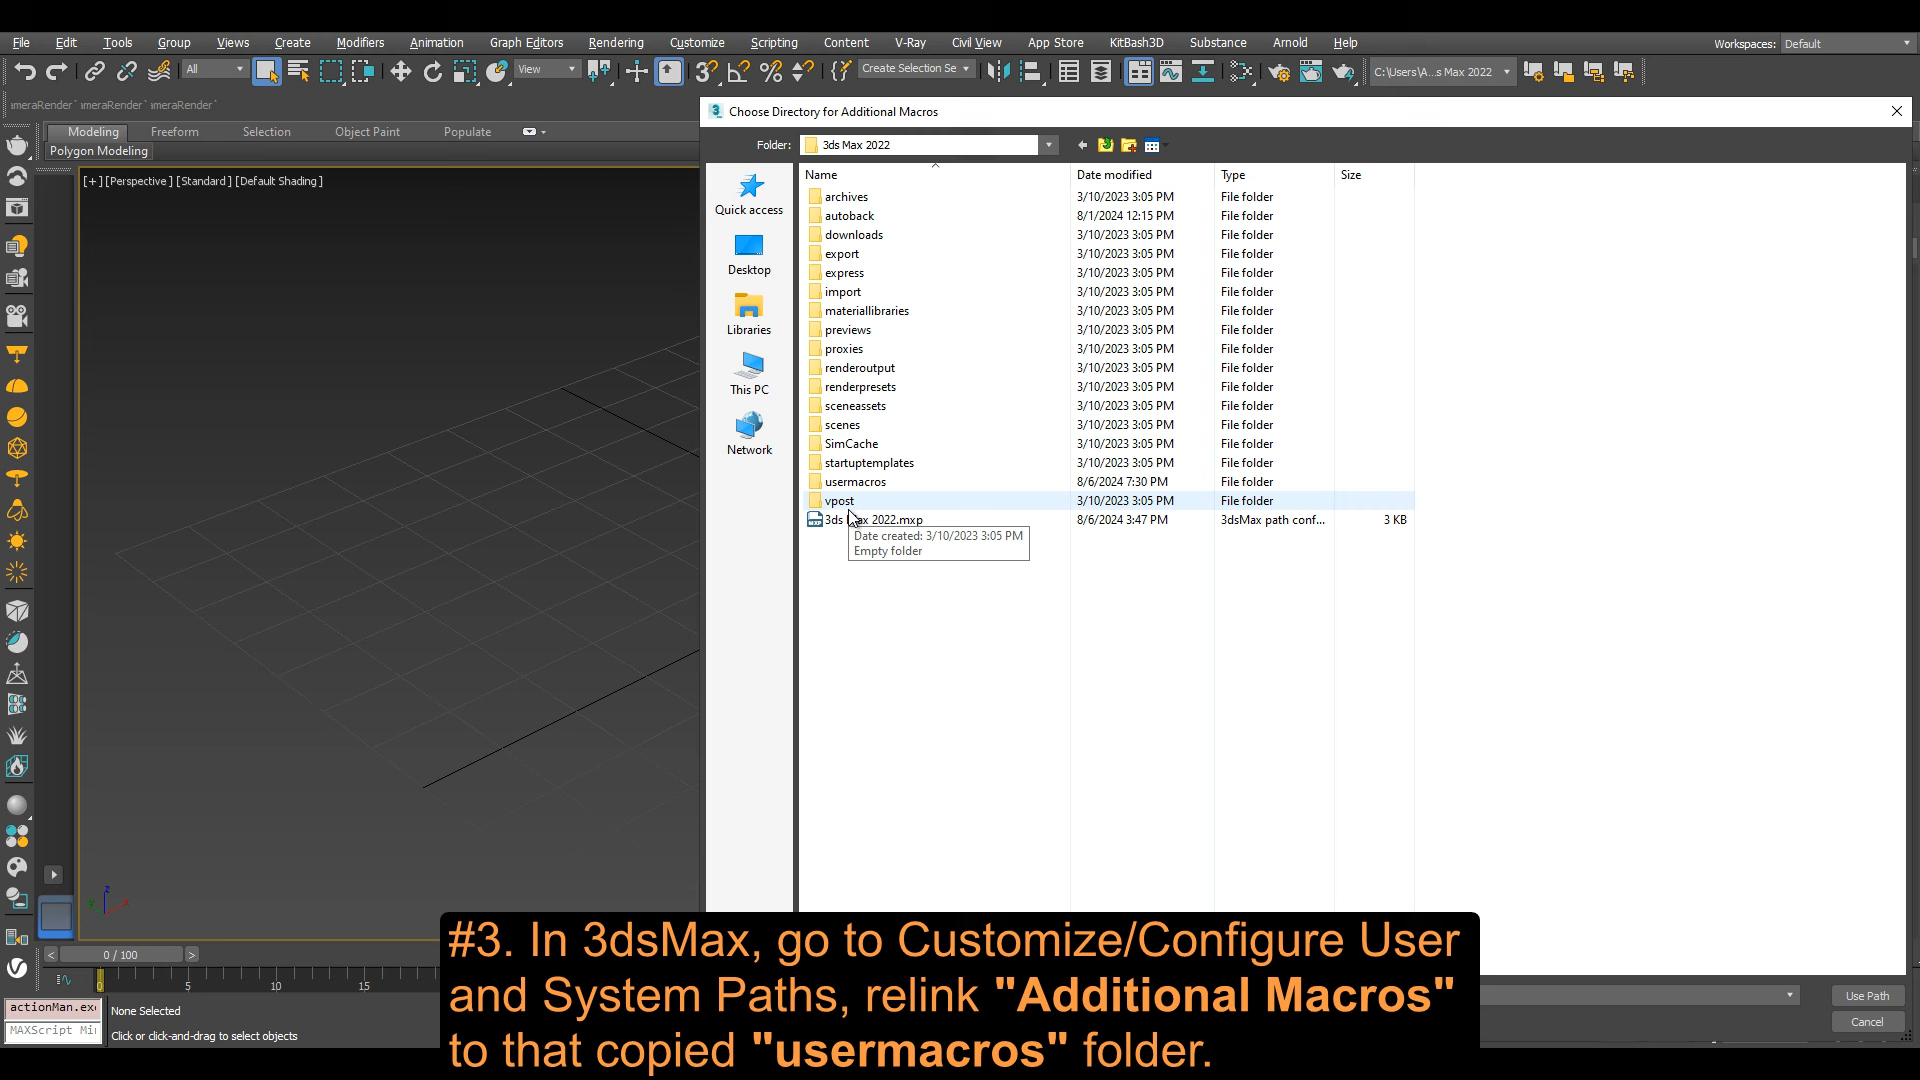 File Edit Tools Group Views Create Modifiers Animation Graph Editors Rendering Customize Scripting Content V-Ray Civil View App Store KitBash3D Substance Arnold Help Workspaces: Default
All View Create Selection Se C:\Users\A...s Max 2022
imeraRender imeraRender imeraRender
Choose Directory for Additional Macros
Modeling Freeform Selection Object Paint Populate
Polygon Modeling
Folder: 3ds Max 2022
[+] [Perspective] [Standard] [Default Shading]
Name Date modified Type Size
Quick access
Desktop
Libraries
This PC
Network
archives 3/10/2023 3:05 PM File folder
autoback 8/1/2024 12:15 PM File folder
downloads 3/10/2023 3:05 PM File folder
export 3/10/2023 3:05 PM File folder
express 3/10/2023 3:05 PM File folder
import 3/10/2023 3:05 PM File folder
materiallibraries 3/10/2023 3:05 PM File folder
previews 3/10/2023 3:05 PM File folder
proxies 3/10/2023 3:05 PM File folder
renderoutput 3/10/2023 3:05 PM File folder
renderpresets 3/10/2023 3:05 PM File folder
sceneassets 3/10/2023 3:05 PM File folder
scenes 3/10/2023 3:05 PM File folder
SimCache 3/10/2023 3:05 PM File folder
startuptemplates 3/10/2023 3:05 PM File folder
usermacros 8/6/2024 7:30 PM File folder
vpost 3/10/2023 3:05 PM File folder
3ds Max 2022.mxp 8/6/2024 3:47 PM 3dsMax path conf... 3 KB
Date created: 3/10/2023 3:05 PM
Empty folder
z
y x
< 0 / 100 >
0 5 10 15
actionMan.exe None Selected
MAXScript Mi Click or click-and-drag to select objects
Use Path
Cancel
#3. In 3dsMax, go to Customize/Configure User
and System Paths, relink "Additional Macros"
to that copied "usermacros" folder.